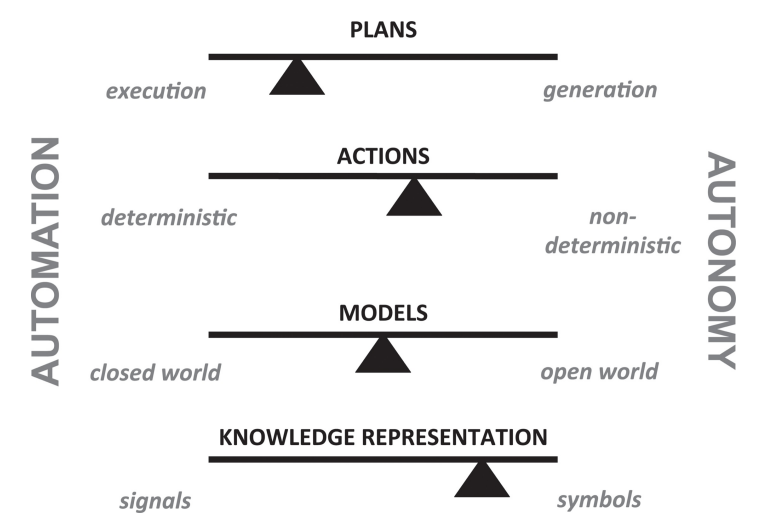 PLANS
execution
generation
AUTOMATION
AUTONOMY
ACTIONS
deterministic
non-
deterministic
MODELS
closed world
open world
KNOWLEDGE REPRESENTATION
signals
symbols